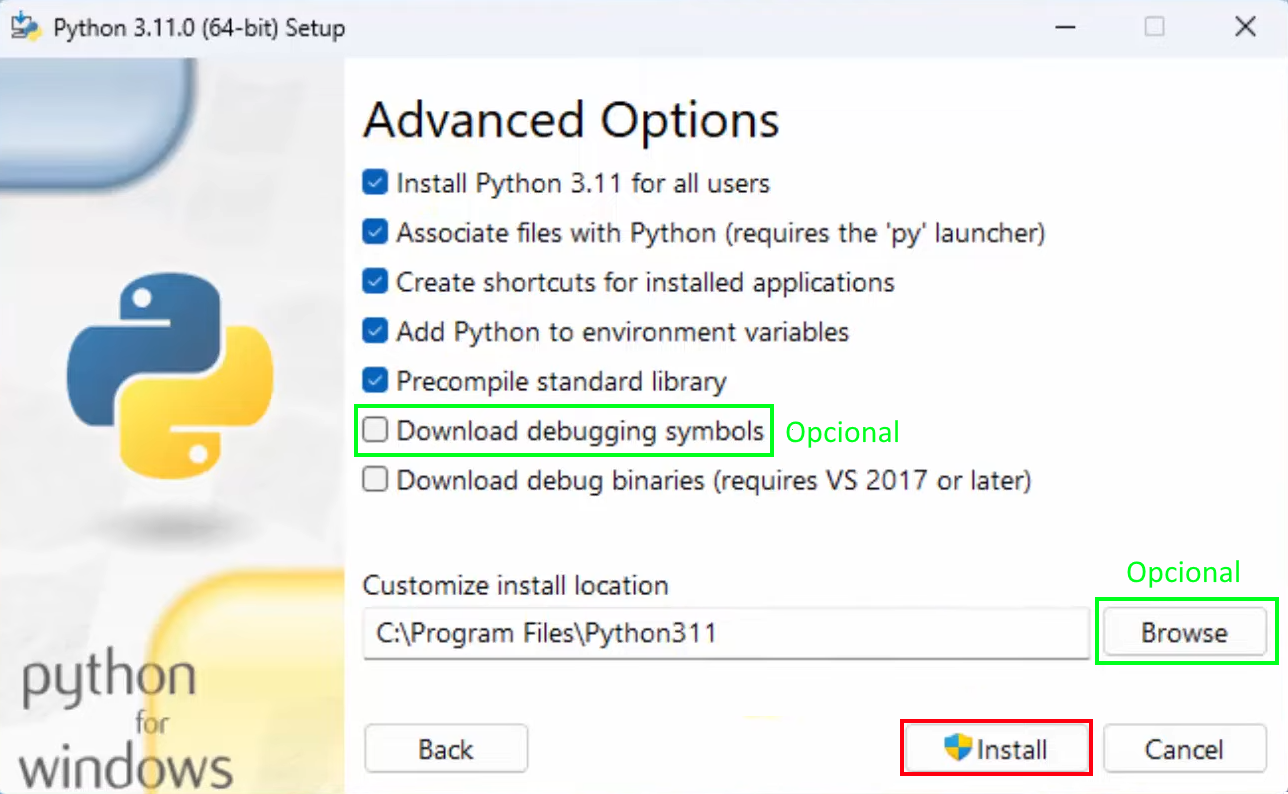 Python 3.11.0 (64-bit) Setup
Advanced Options
Install Python 3.11 for all users
Associate files with Python (requires the 'py' launcher)
Create shortcuts for installed applications
Add Python to environment variables
Precompile standard library
Download debugging symbols Opcional
Download debug binaries (requires VS 2017 or later)
Opcional
Customize install location
C:\Program Files\Python311 Browse
python
for
windows
Back Install Cancel